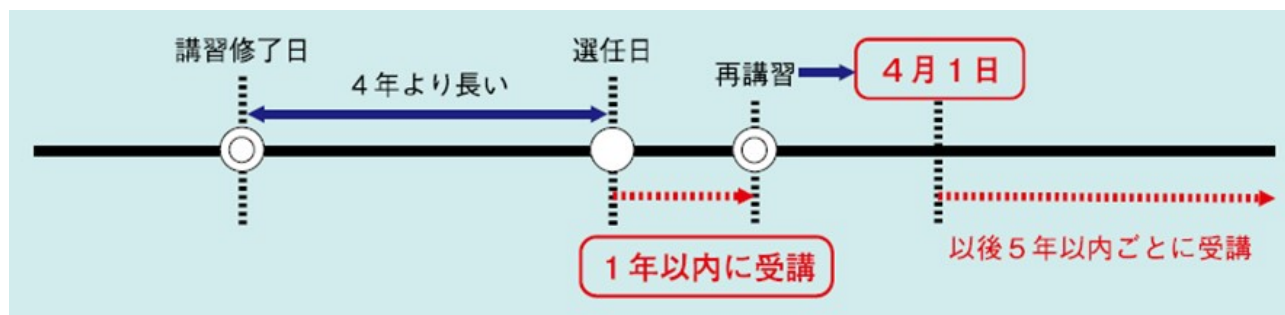 講習修了日
４年より長い
選任日
再講習
４月１日
１年以内に受講
以後５年以内ごとに受講